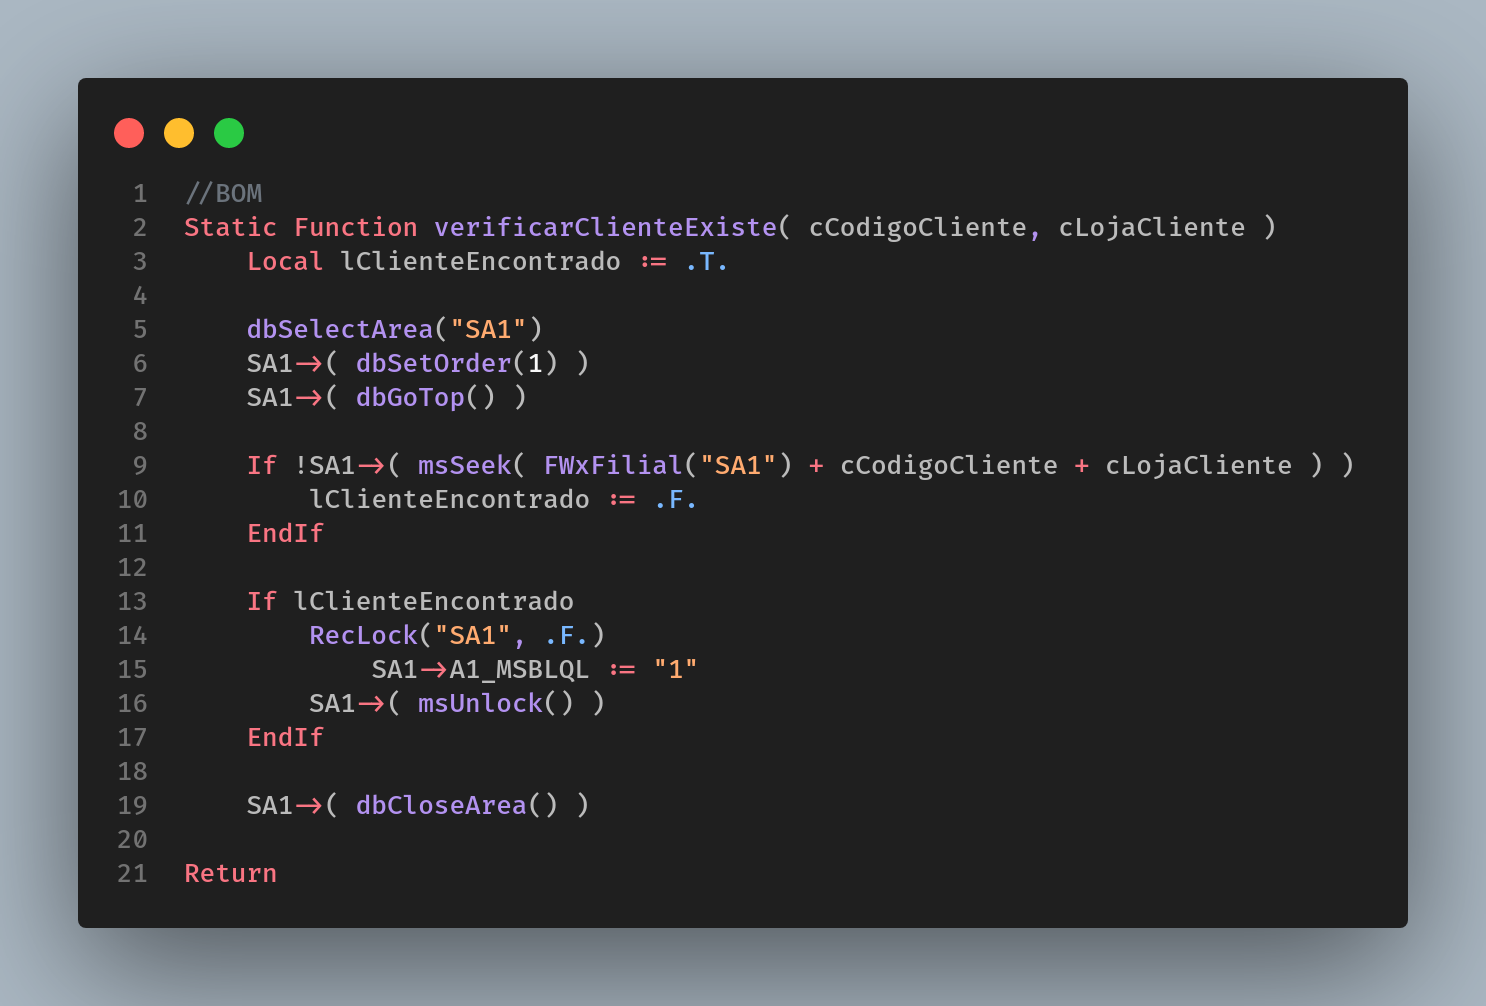 1 //BOM
2 Static Function verificarClienteExiste( cCodigoCliente, cLojaCliente )
3     Local lClienteEncontrado := .T.
4
5     dbSelectArea("SA1")
6     SA1->( dbSetOrder(1) )
7     SA1->( dbGoTop() )
8
9     If !SA1->( msSeek( FWxFilial("SA1") + cCodigoCliente + cLojaCliente ) )
10         lClienteEncontrado := .F.
11     EndIf
12
13     If lClienteEncontrado
14         RecLock("SA1", .F.)
15             SA1->A1_MSBLQL := "1"
16         SA1->( msUnlock() )
17     EndIf
18
19     SA1->( dbCloseArea() )
20
21 Return